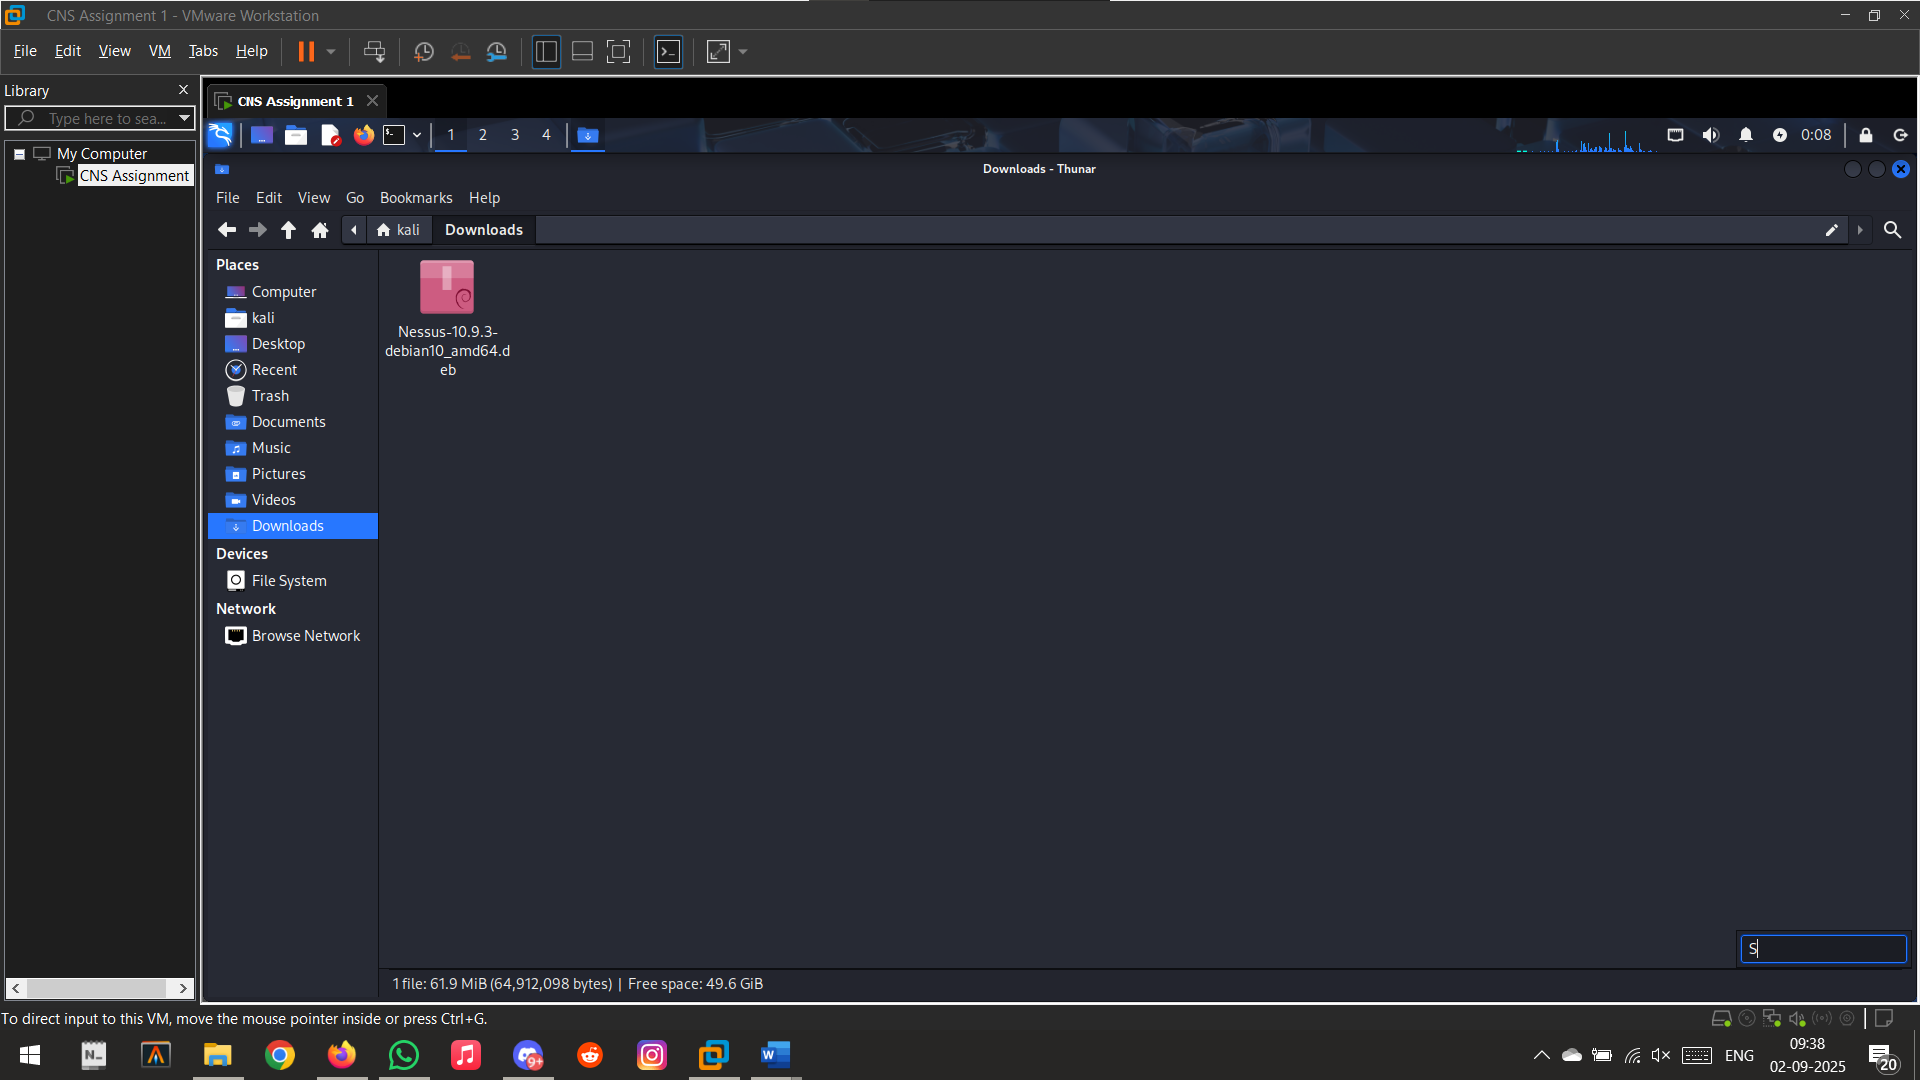 CNS Assignment 1 - VMware Workstation
File Edit View VM Tabs Help
Library
Type here to sea...
My Computer
CNS Assignment
CNS Assignment 1
1 2 3 4
0:08
Downloads - Thunar
File Edit View Go Bookmarks Help
kali Downloads
Places
Computer
kali
Desktop
Recent
Trash
Documents
Music
Pictures
Videos
Downloads
Devices
File System
Network
Browse Network
Nessus-10.9.3-
debian10_amd64.d
eb
S
1 file: 61.9 MiB (64,912,098 bytes) | Free space: 49.6 GiB
To direct input to this VM, move the mouse pointer inside or press Ctrl+G.
N_
9+
W
ENG
09:38
02-09-2025
20